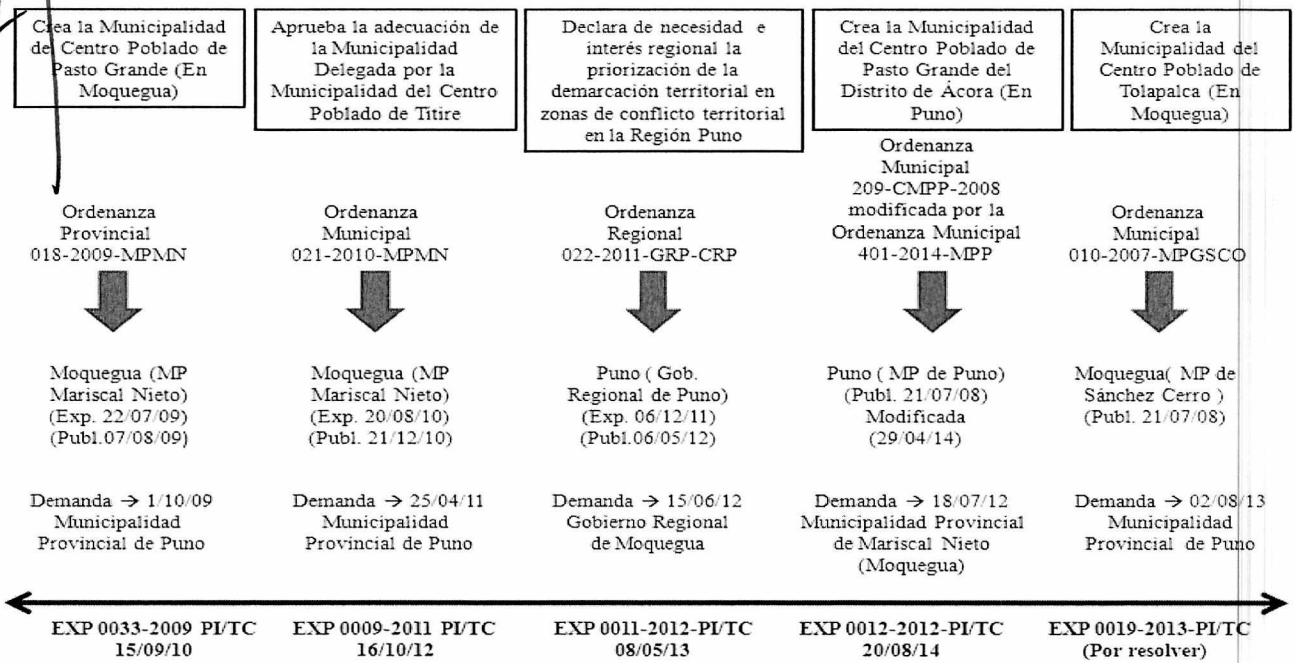 Crea la Municipalidad
del Centro Poblado de
Pasto Grande (En
Moquegua)
Aprueba la adecuación de
la Municipalidad
Delegada por la
Municipalidad del Centro
Poblado de Titire
Declara de necesidad e
interés regional la
priorización de la
demarcación territorial en
zonas de conflicto territorial
en la Región Puno
Crea la Municipalidad
del Centro Poblado de
Pasto Grande del
Distrito de Ácora (En
Puno)
Crea la
Municipalidad del
Centro Poblado de
Tolapalca (En
Moquegua)
Ordenanza
Provincial
018-2009-MPMN
Ordenanza
Municipal
021-2010-MPMN
Ordenanza
Regional
022-2011-GRP-CRP
Ordenanza
Municipal
209-CMPP-2008
modificada por la
Ordenanza Municipal
401-2014-MPP
Ordenanza
Municipal
010-2007-MPGSCO
Moquegua (MP
Mariscal Nieto)
(Exp. 22/07/09)
(Publ.07/08/09)
Moquegua (MP
Mariscal Nieto)
(Exp. 20/08/10)
(Publ. 21/12/10)
Puno ( Gob.
Regional de Puno)
(Exp. 06/12/11)
(Publ.06/05/12)
Puno ( MP de Puno)
(Publ. 21/07/08)
Modificada
(29/04/14)
Moquegua( MP de
Sánchez Cerro )
(Publ. 21/07/08)
Demanda → 1/10/09
Municipalidad
Provincial de Puno
Demanda → 25/04/11
Municipalidad
Provincial de Puno
Demanda → 15/06/12
Gobierno Regional
de Moquegua
Demanda → 18/07/12
Municipalidad Provincial
de Mariscal Nieto
(Moquegua)
Demanda → 02/08/13
Municipalidad
Provincial de Puno
EXP 0033-2009 PI/TC
15/09/10
EXP 0009-2011 PI/TC
16/10/12
EXP 0011-2012-PI/TC
08/05/13
EXP 0012-2012-PI/TC
20/08/14
EXP 0019-2013-PI/TC
(Por resolver)